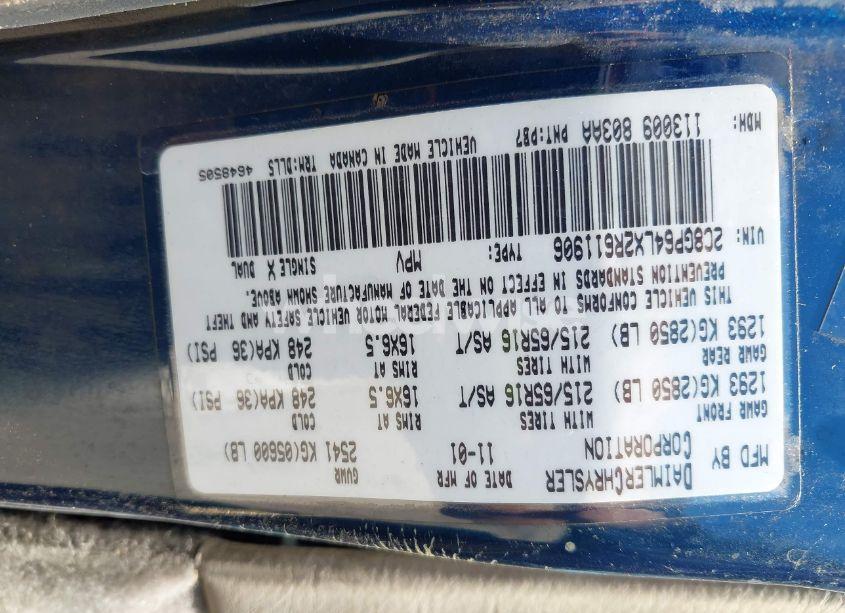 MFD BY DAIMLERCHRYSLER CORPORATION DATE OF MFR 11-01 GVWR 2541 KG(05600 LB)
GAWR FRONT WITH TIRES RIMS AT COLD
1293 KG(2850 LB) 215/65R16 AS/T 16X6.5 248 KPA(36 PSI)
GAWR REAR WITH TIRES RIMS AT COLD
1293 KG(2850 LB) 215/65R16 AS/T 16X6.5 248 KPA(36 PSI)
THIS VEHICLE CONFORMS TO ALL APPLICABLE FEDERAL MOTOR VEHICLE SAFETY AND THEFT
PREVENTION STANDARDS IN EFFECT ON THE DATE OF MANUFACTURE SHOWN ABOVE.
VIN: 2C8GP64LX2R611906 TYPE: MPV SINGLE X DUAL
MDH: 113009 803AA PNT:PB7 VEHICLE MADE IN CANADA TRM:DLL5 4648505